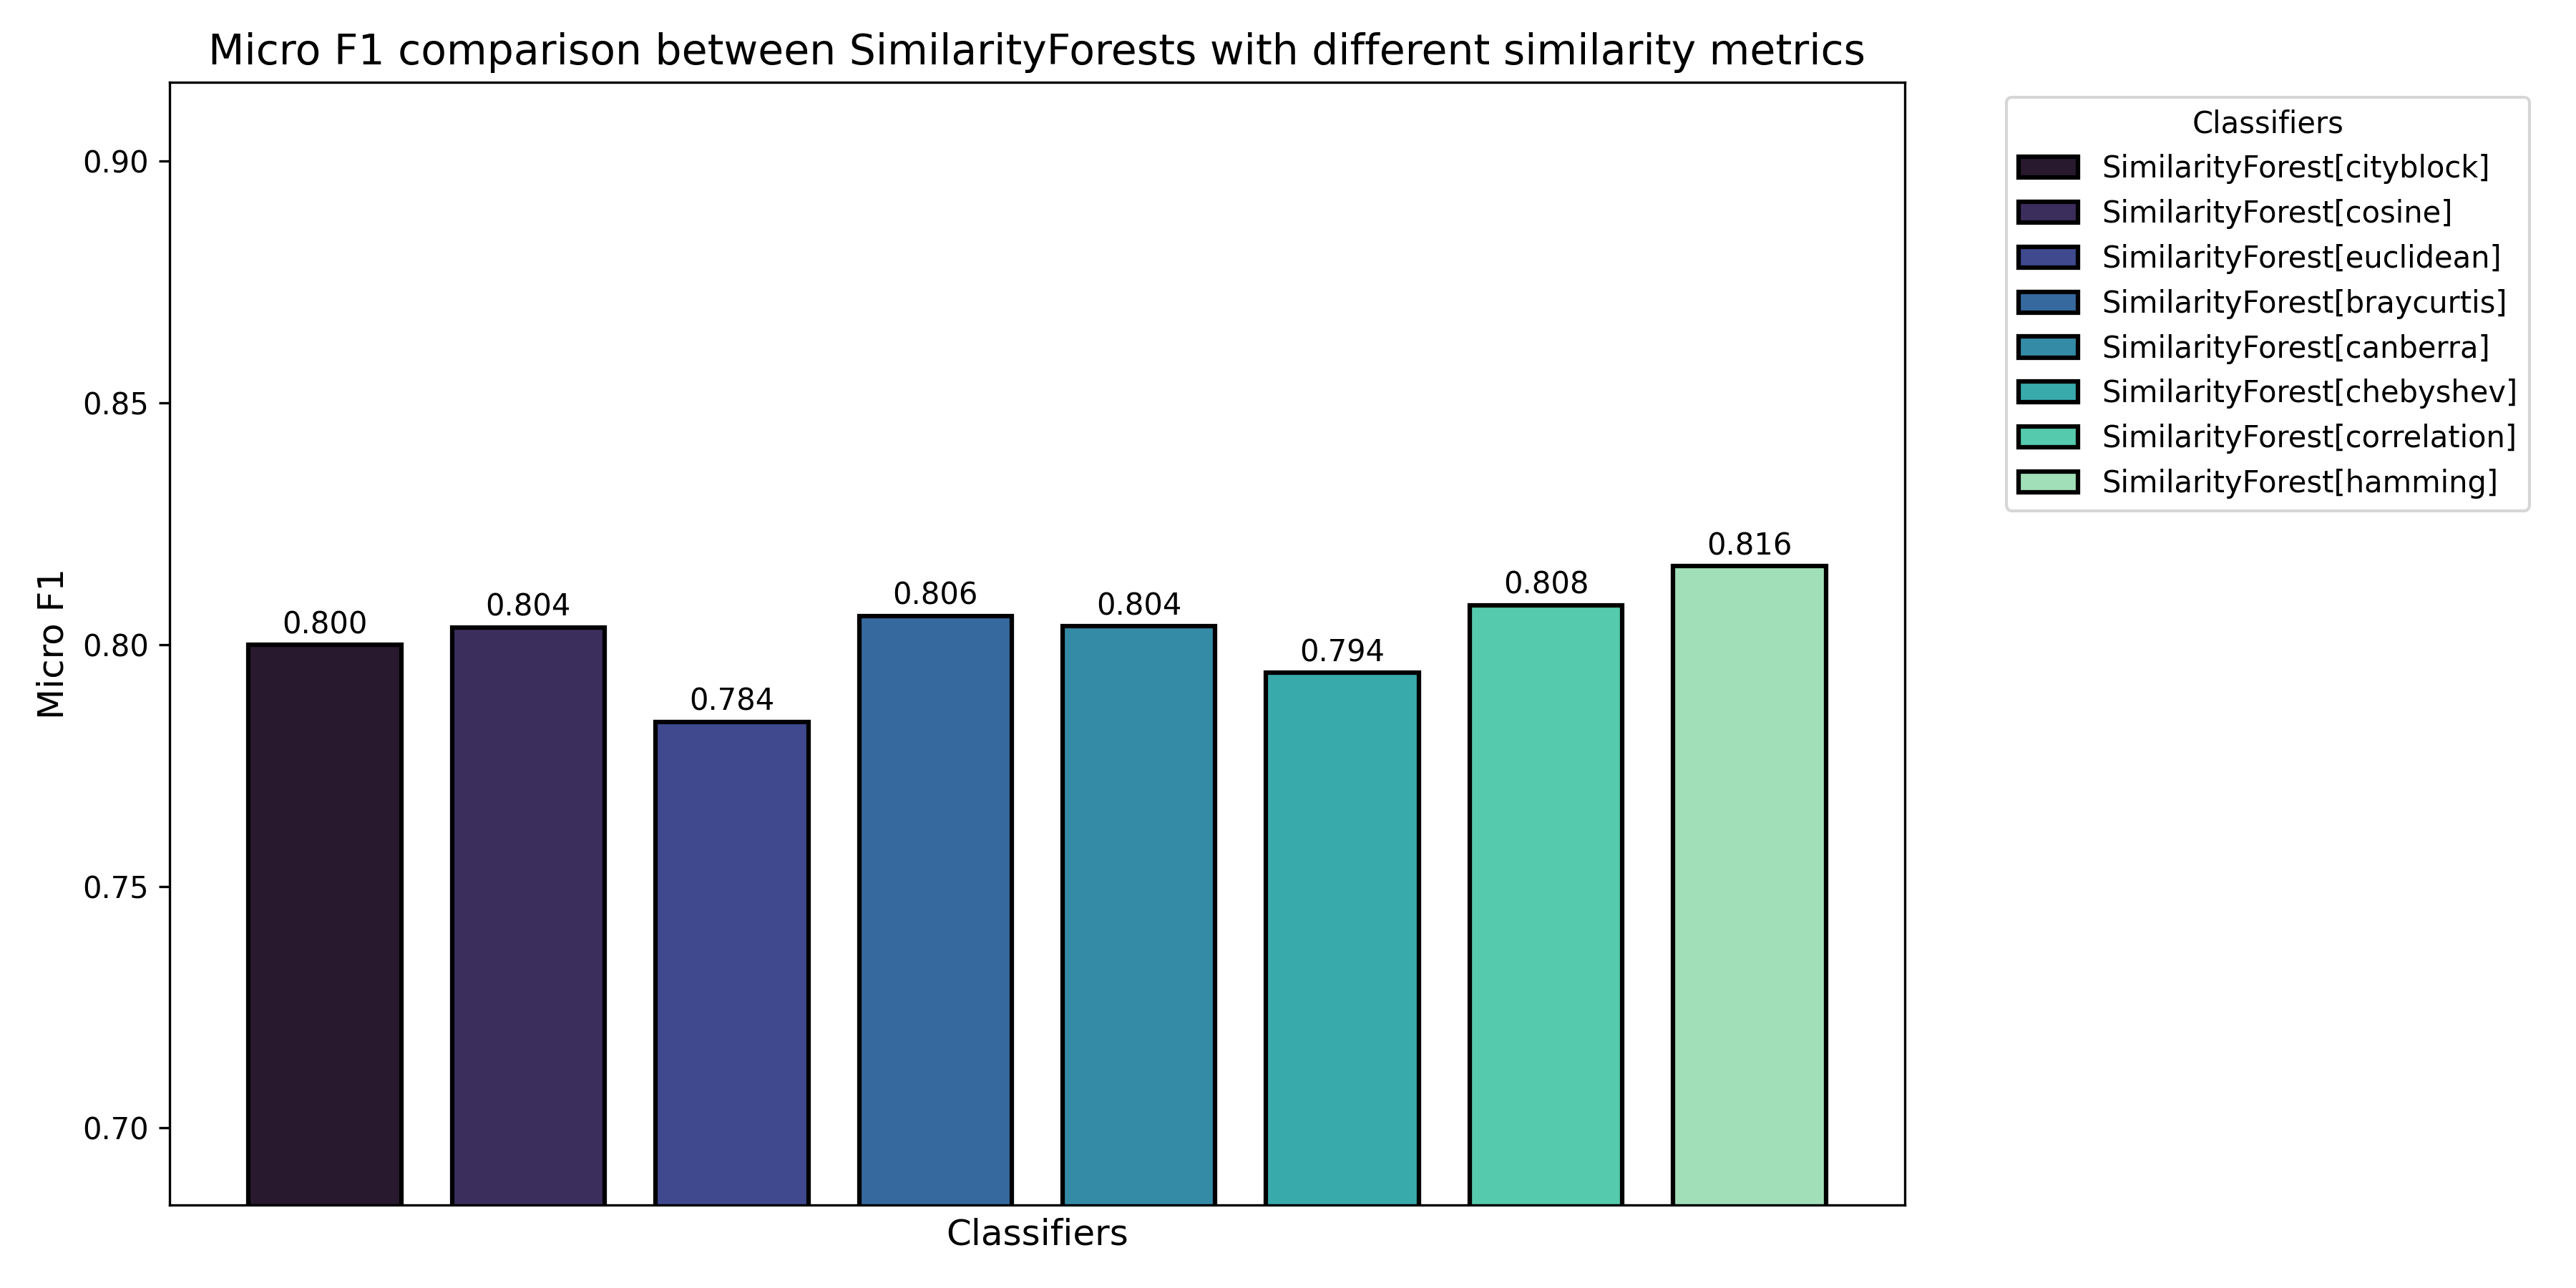 Micro F1 comparison between SimilarityForests with different similarity metrics
Micro F1
0.90
0.85
0.80
0.75
0.70
0.800
0.804
0.784
0.806
0.804
0.794
0.808
0.816
Classifiers
Classifiers
SimilarityForest[cityblock]
SimilarityForest[cosine]
SimilarityForest[euclidean]
SimilarityForest[braycurtis]
SimilarityForest[canberra]
SimilarityForest[chebyshev]
SimilarityForest[correlation]
SimilarityForest[hamming]